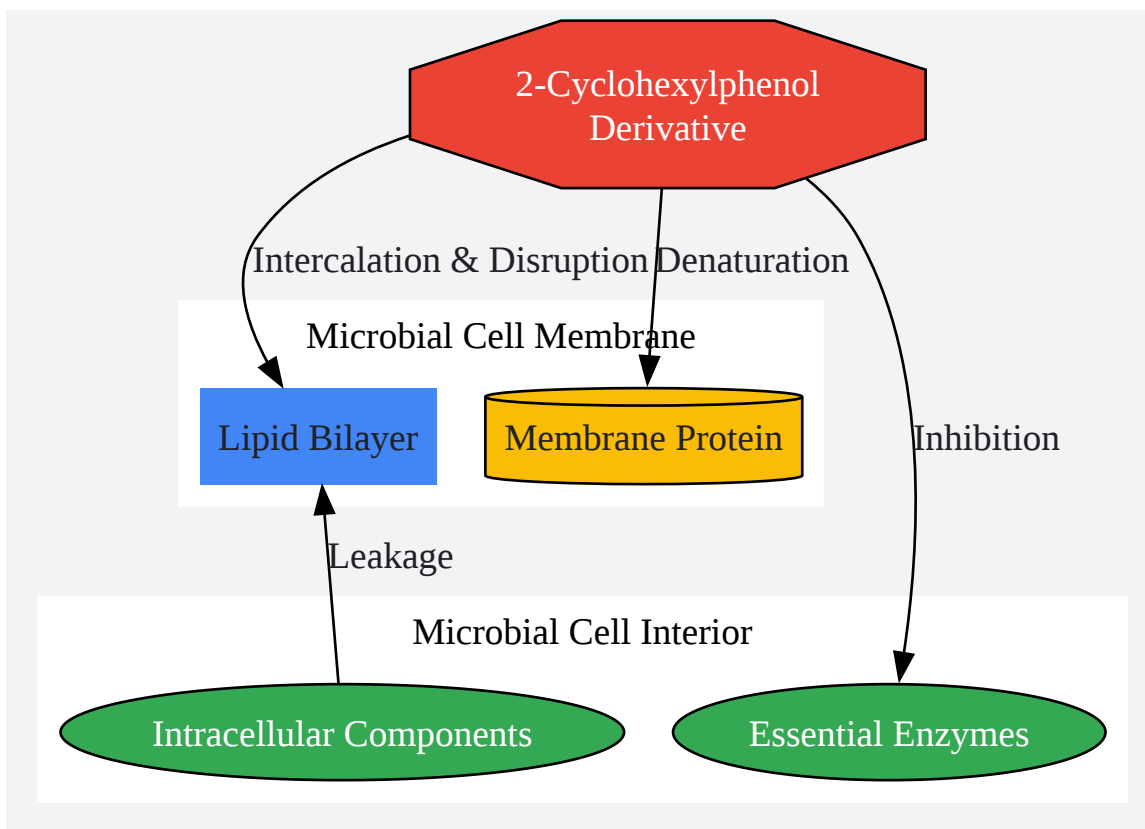 2-Cyclohexylphenol
Derivative
Intercalation & Disruption
Denaturation
Microbial Cell Membrane
Lipid Bilayer
Membrane Protein
Inhibition
Leakage
Microbial Cell Interior
Intracellular Components
Essential Enzymes